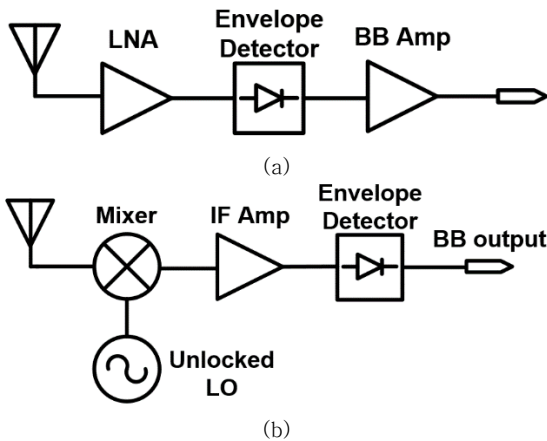 LNA
Envelope
Detector
BB Amp
(a)
Mixer
IF Amp
Envelope
Detector
BB output
Unlocked
LO
(b)